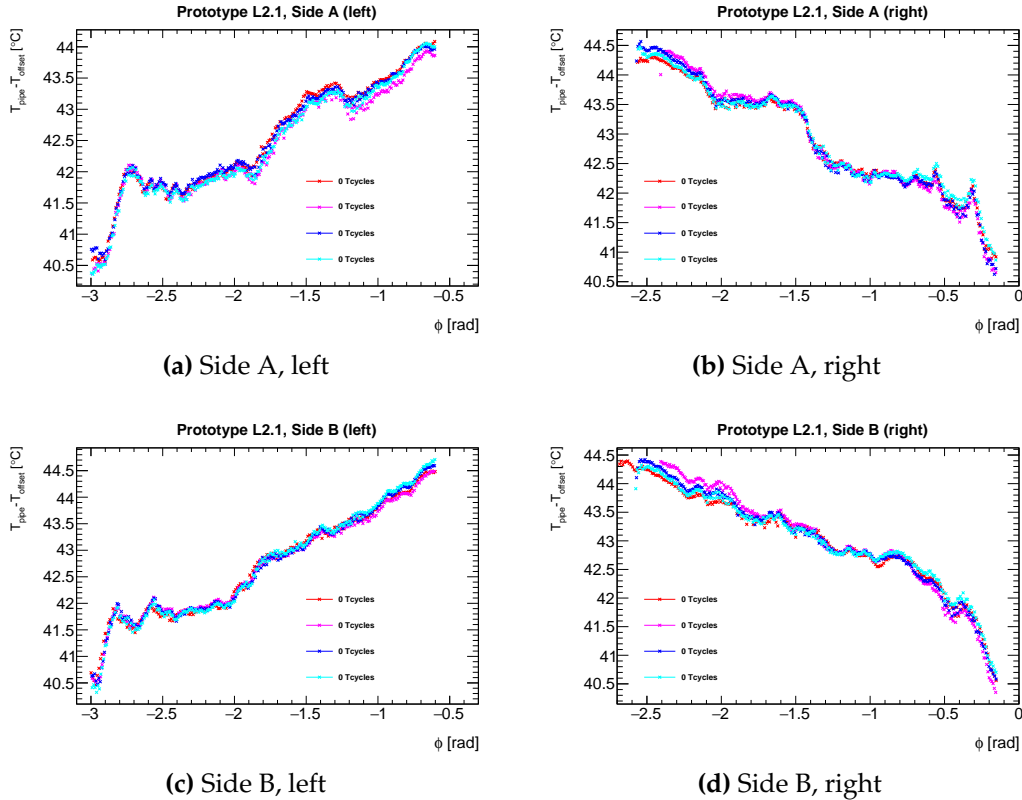 Prototype L2.1, Side A (left)
T_pipe-T_offset [°C]
44
43.5
43
42.5
42
41.5
41
40.5
0 Tcycles
0 Tcycles
0 Tcycles
0 Tcycles
−3 −2.5 −2 −1.5 −1 −0.5
ϕ [rad]
(a) Side A, left
Prototype L2.1, Side A (right)
T_pipe-T_offset [°C]
44.5
44
43.5
43
42.5
42
41.5
41
40.5
0 Tcycles
0 Tcycles
0 Tcycles
0 Tcycles
−2.5 −2 −1.5 −1 −0.5 0
ϕ [rad]
(b) Side A, right
Prototype L2.1, Side B (left)
T_pipe-T_offset [°C]
44.5
44
43.5
43
42.5
42
41.5
41
40.5
0 Tcycles
0 Tcycles
0 Tcycles
0 Tcycles
−3 −2.5 −2 −1.5 −1 −0.5
ϕ [rad]
(c) Side B, left
Prototype L2.1, Side B (right)
T_pipe-T_offset [°C]
44.5
44
43.5
43
42.5
42
41.5
41
40.5
0 Tcycles
0 Tcycles
0 Tcycles
0 Tcycles
−2.5 −2 −1.5 −1 −0.5 0
ϕ [rad]
(d) Side B, right